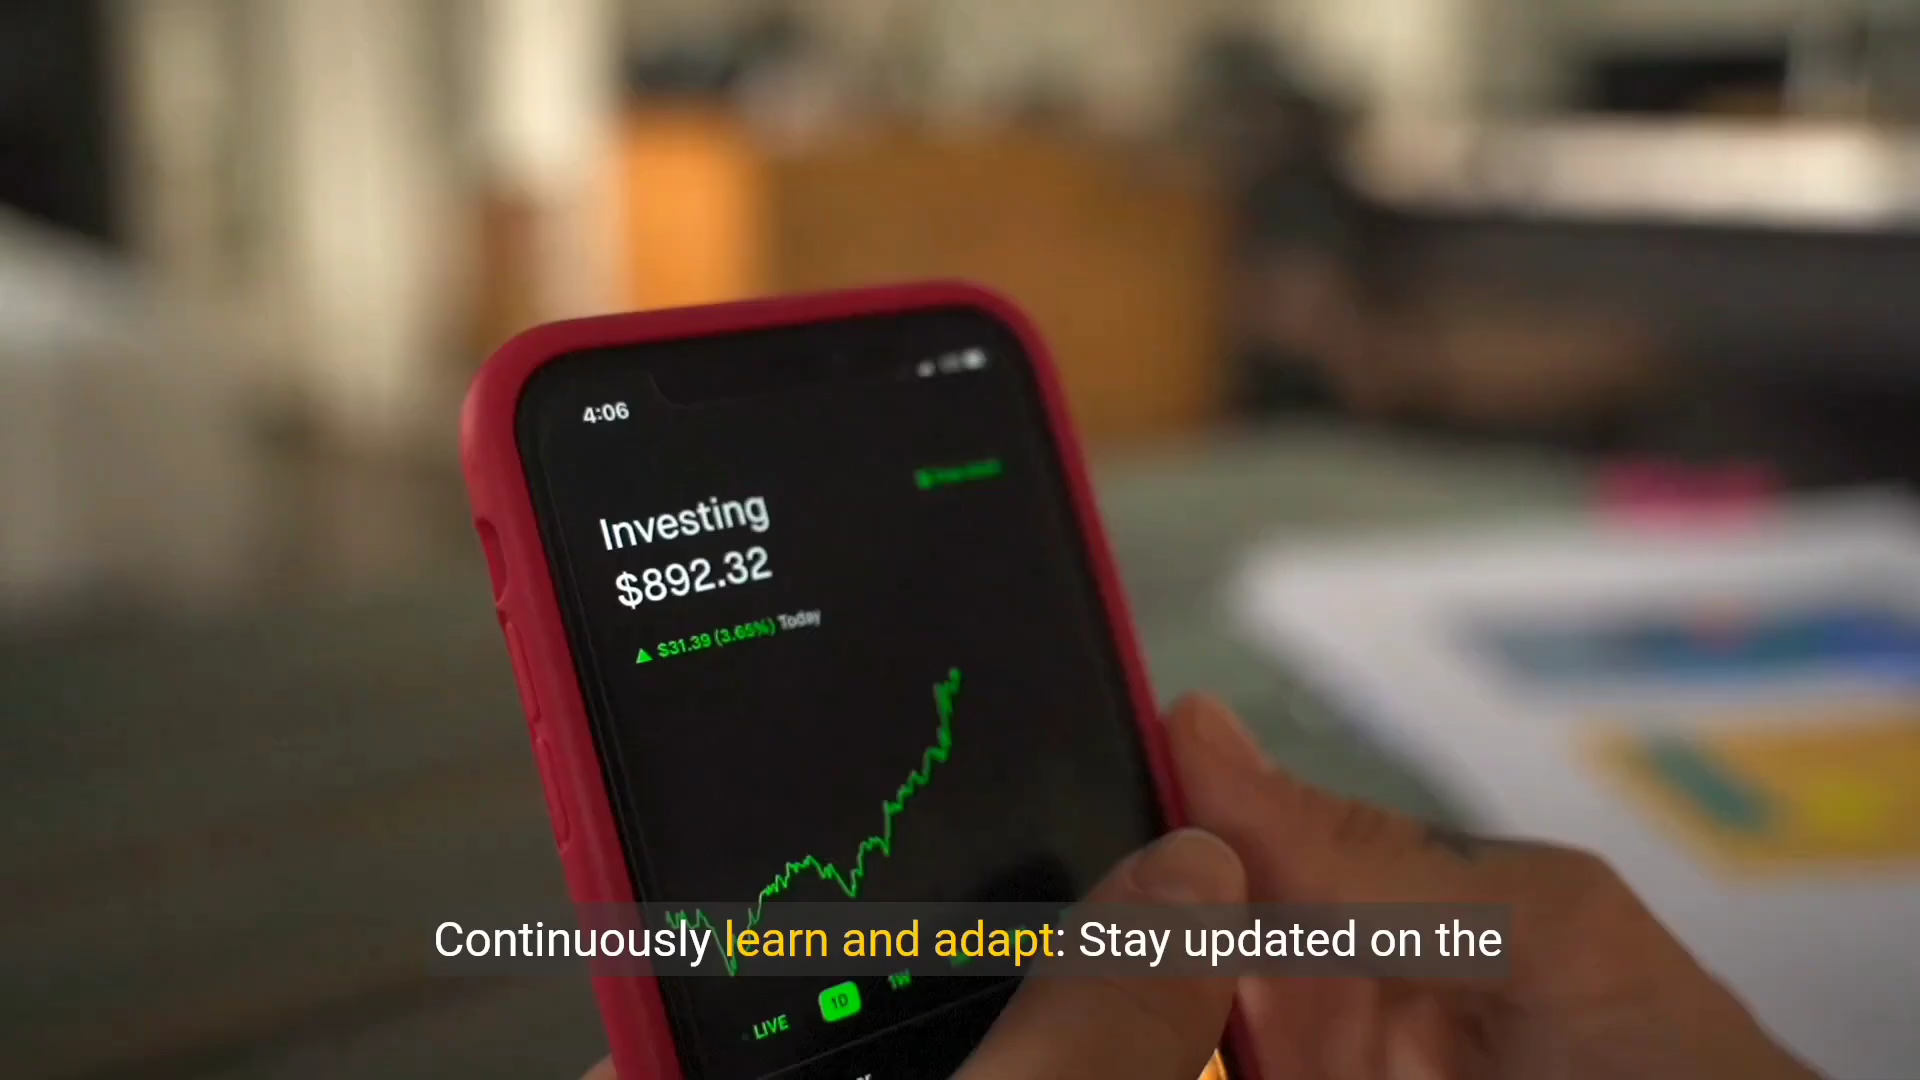 4:06
Investing
$892.32
▲ $31.39 (3.65%) Today
Continuously learn and adapt: Stay updated on the
LIVE 1D 1W